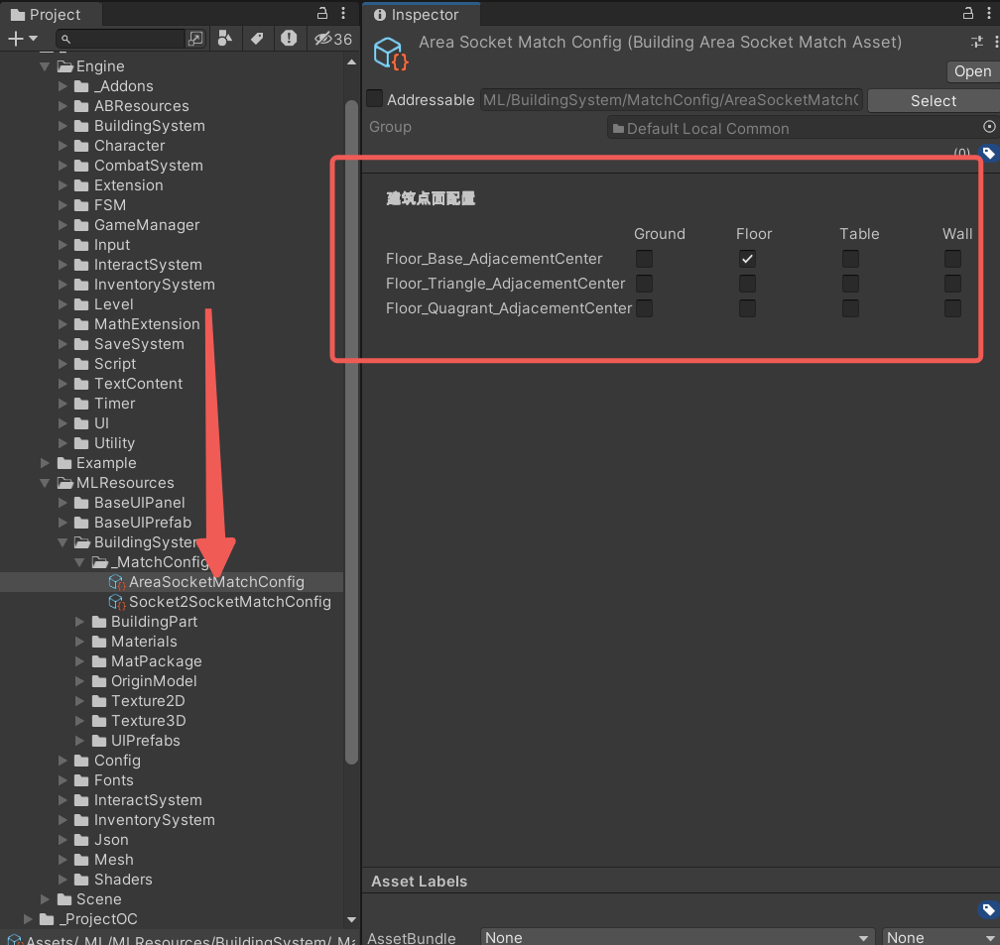 Project
36
Engine
_Addons
ABResources
BuildingSystem
Character
CombatSystem
Extension
FSM
GameManager
Input
InteractSystem
InventorySystem
Level
MathExtension
SaveSystem
Script
TextContent
Timer
UI
Utility
Example
MLResources
BaseUIPanel
BaseUIPrefab
BuildingSystem
_MatchConfig
AreaSocketMatchConfig
Socket2SocketMatchConfig
BuildingPart
Materials
MatPackage
OriginModel
Texture2D
Texture3D
UIPrefabs
Config
Fonts
InteractSystem
InventorySystem
Json
Mesh
Shaders
Scene
_ProjectOC
Assets/_ML/MLResources/BuildingSystem/_Ma
Inspector
Area Socket Match Config (Building Area Socket Match Asset)
Open
Addressable ML/BuildingSystem/MatchConfig/AreaSocketMatchC Select
Group Default Local Common
(0)
建筑点面配置
Ground Floor Table Wall
Floor_Base_AdjacementCenter
Floor_Triangle_AdjacementCenter
Floor_Quagrant_AdjacementCenter
Asset Labels
AssetBundle None None